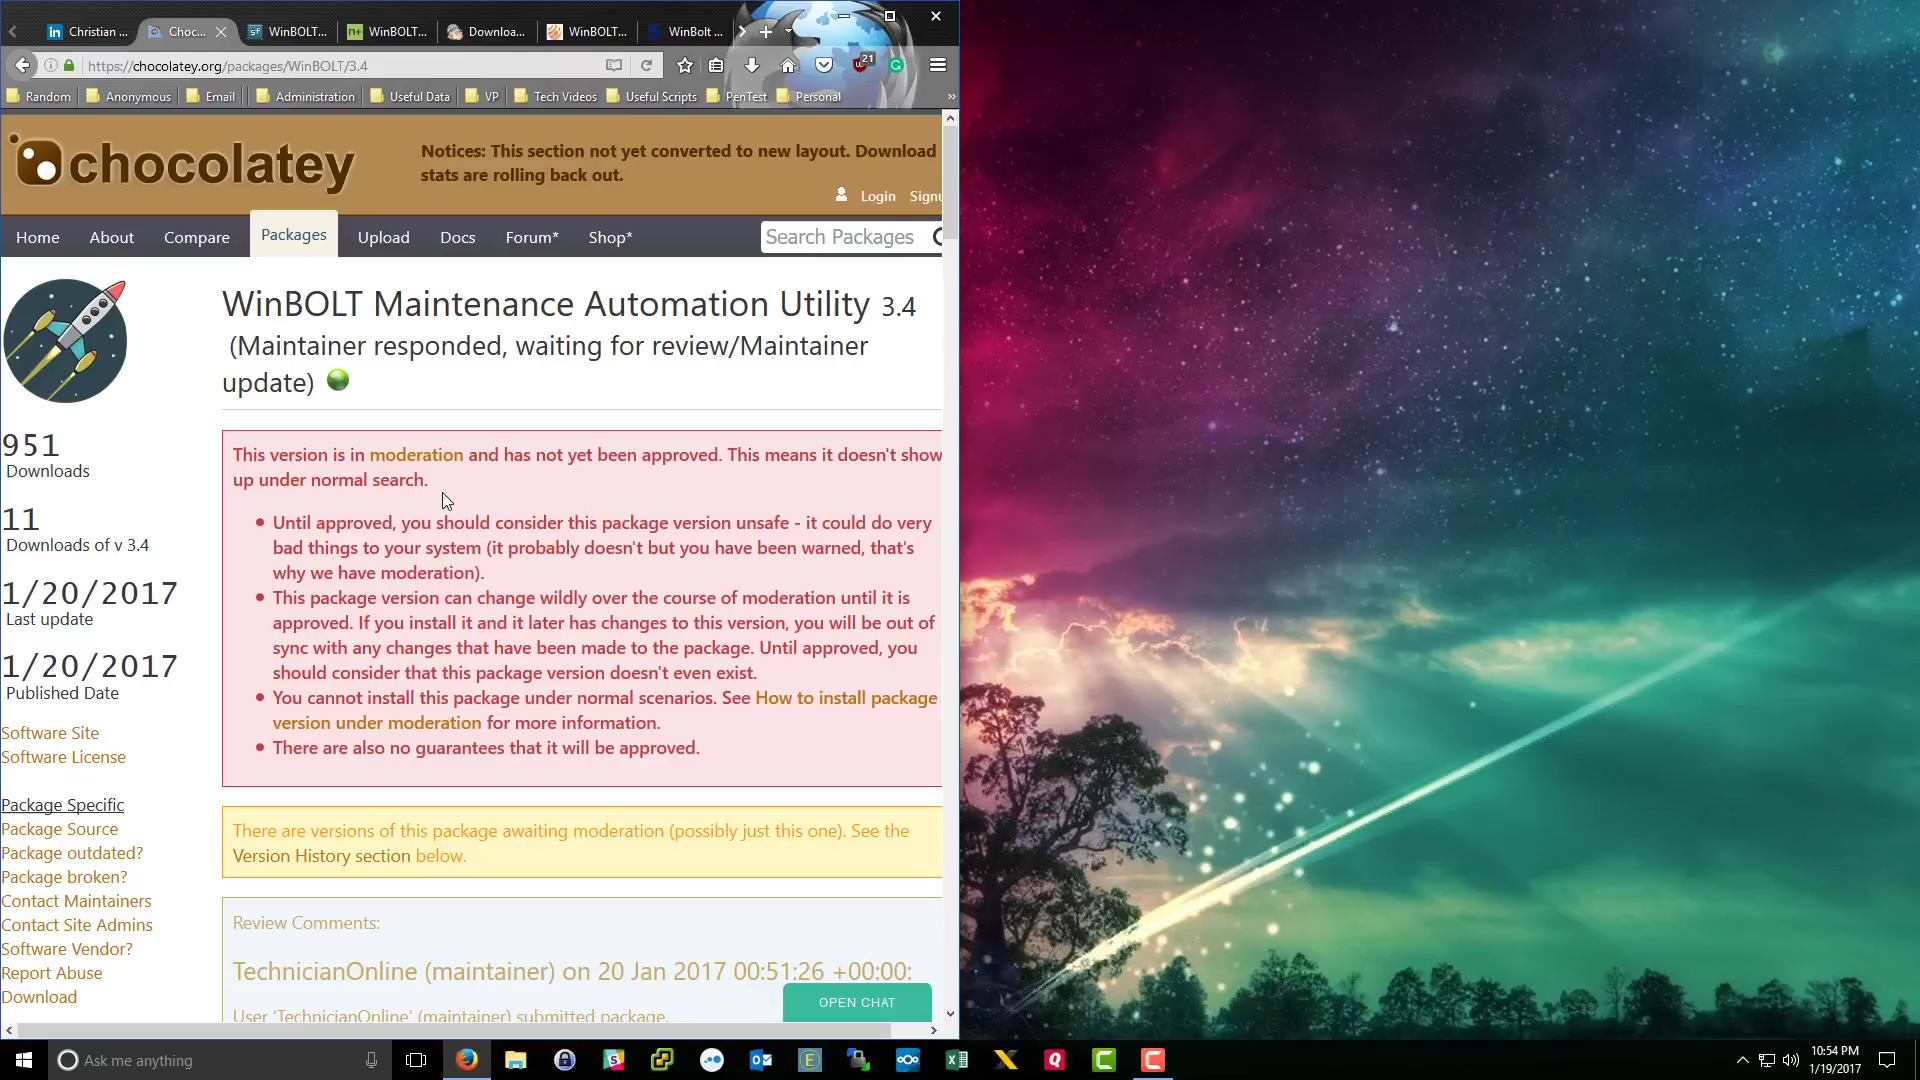 Christian ...
Choc...
WinBOLT...
WinBOLT...
Downloa...
WinBOLT...
WinBolt ...
https://chocolatey.org/packages/WinBOLT/3.4
21
Random
Anonymous
Email
Administration
Useful Data
VP
Tech Videos
Useful Scripts
PenTest
Personal
chocolatey
Notices: This section not yet converted to new layout. Download
stats are rolling back out.
Login
Signu
Home
About
Compare
Packages
Upload
Docs
Forum*
Shop*
Search Packages
WinBOLT Maintenance Automation Utility 3.4
(Maintainer responded, waiting for review/Maintainer
update)
951
Downloads
11
Downloads of v 3.4
1/20/2017
Last update
1/20/2017
Published Date
Software Site
Software License
Package Specific
Package Source
Package outdated?
Package broken?
Contact Maintainers
Contact Site Admins
Software Vendor?
Report Abuse
Download
This version is in moderation and has not yet been approved. This means it doesn't show
up under normal search.
Until approved, you should consider this package version unsafe - it could do very
bad things to your system (it probably doesn't but you have been warned, that's
why we have moderation).
This package version can change wildly over the course of moderation until it is
approved. If you install it and it later has changes to this version, you will be out of
sync with any changes that have been made to the package. Until approved, you
should consider that this package version doesn't even exist.
You cannot install this package under normal scenarios. See How to install package
version under moderation for more information.
There are also no guarantees that it will be approved.
There are versions of this package awaiting moderation (possibly just this one). See the
Version History section below.
Review Comments:
TechnicianOnline (maintainer) on 20 Jan 2017 00:51:26 +00:00:
User 'TechnicianOnline' (maintainer) submitted package.
OPEN CHAT
Ask me anything
10:54 PM
1/19/2017